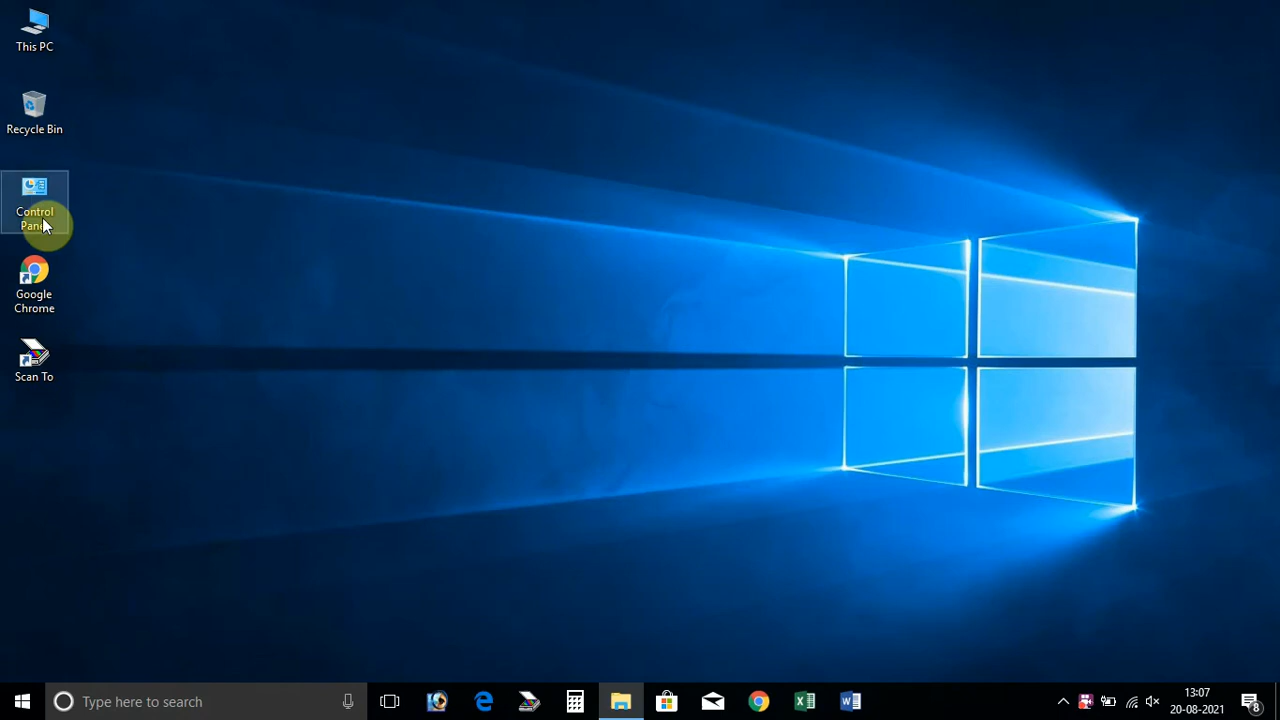 This PC
Recycle Bin
Control
Panel
Google
Chrome
Scan To
Type here to search
13:07
20-08-2021
8